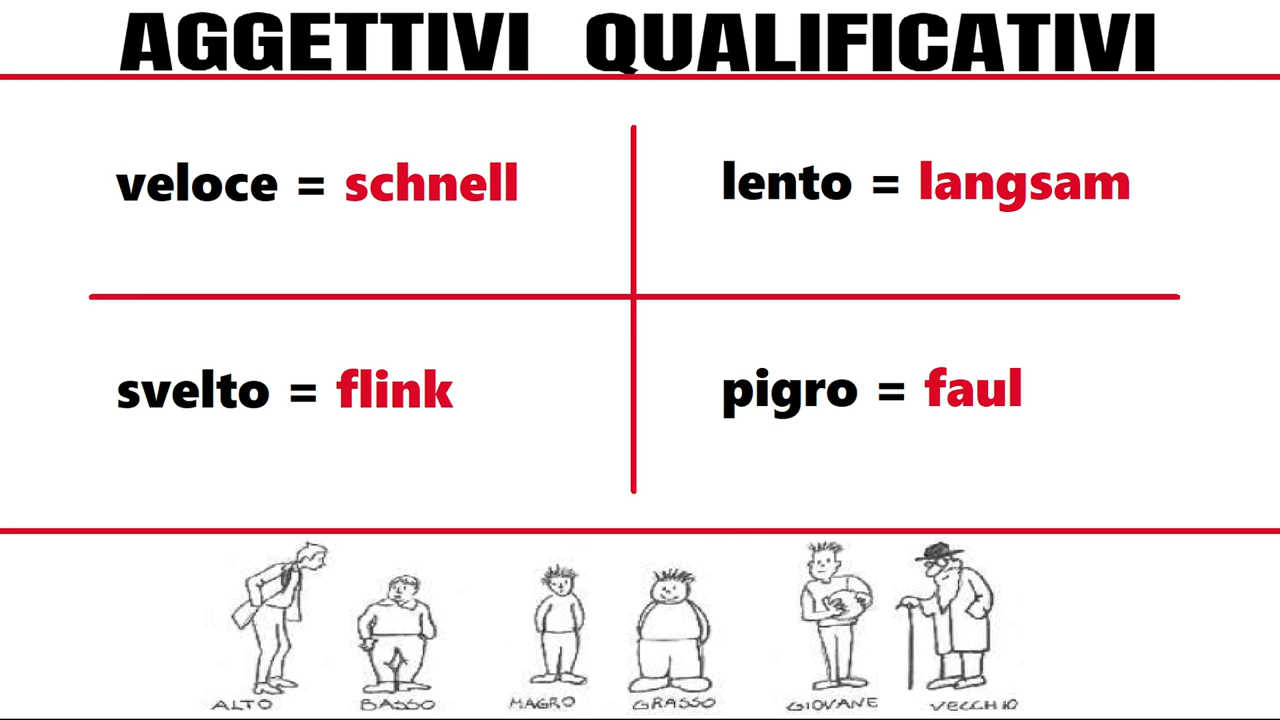 AGGETTIVI QUALIFICATIVI
veloce = schnell
lento = langsam
svelto = flink
pigro = faul
ALTO
BASSO
MAGRO
GRASSO
GIOVANE
VECCHIO